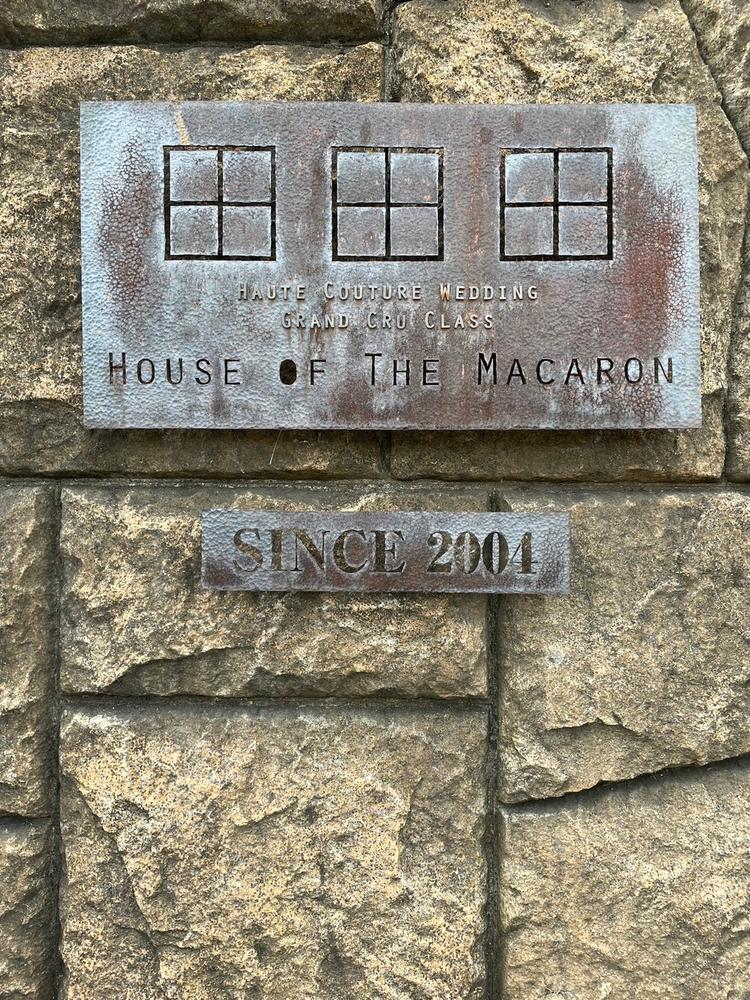 Haute Couture Wedding
Grand Cru Class
House of The Macaron
SINCE 2004